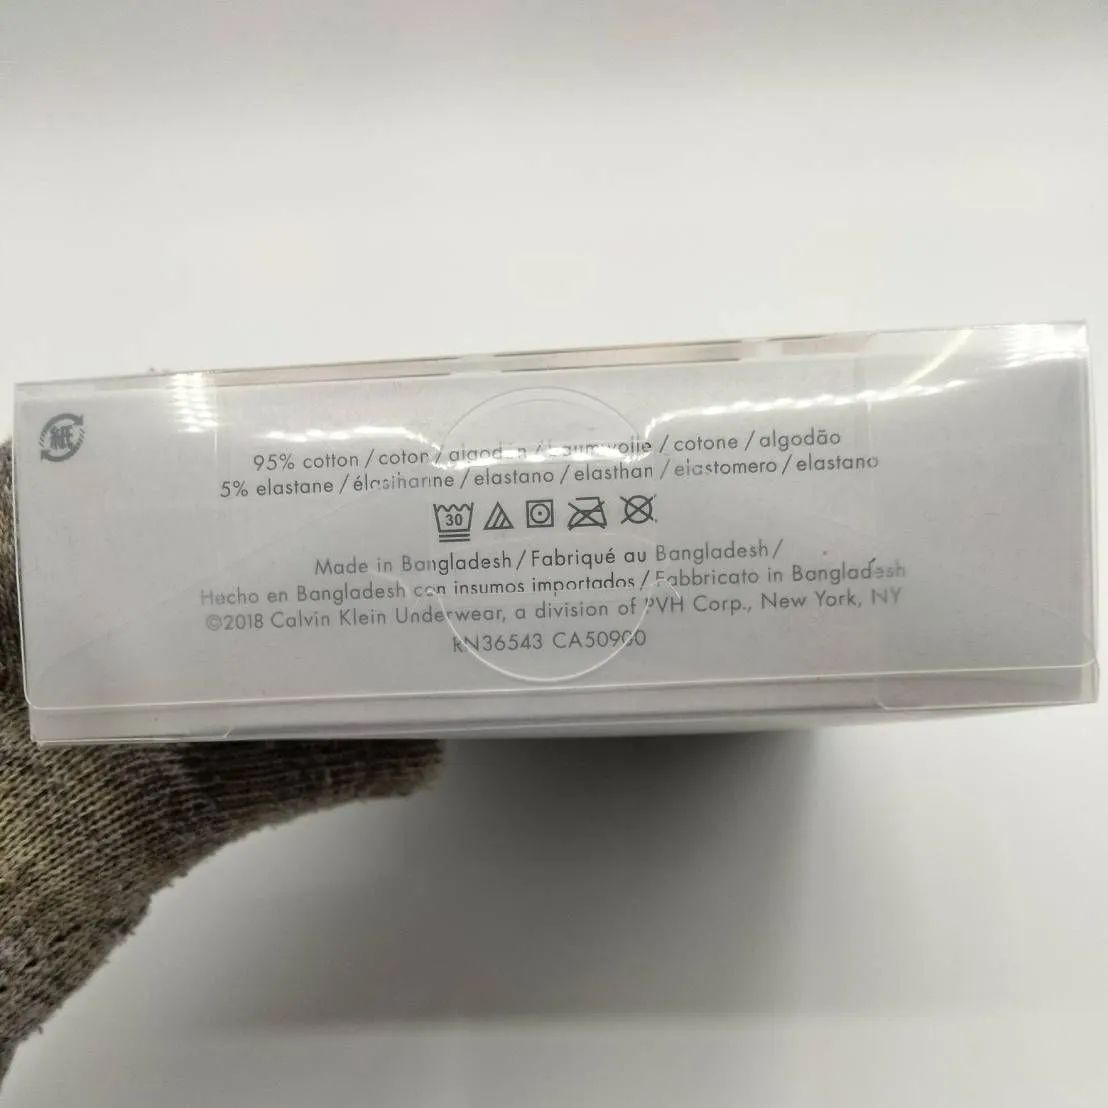 紙
95% cotton / coton / algodón / baumwolle / cotone / algodão
5% elastane / élasthanne / elastano / elasthan / elastomero / elastano
30
Made in Bangladesh / Fabriqué au Bangladesh /
Hecho en Bangladesh con insumos importados / Fabbricato in Bangladesh
©2018 Calvin Klein Underwear, a division of PVH Corp., New York, NY
RN36543 CA50900